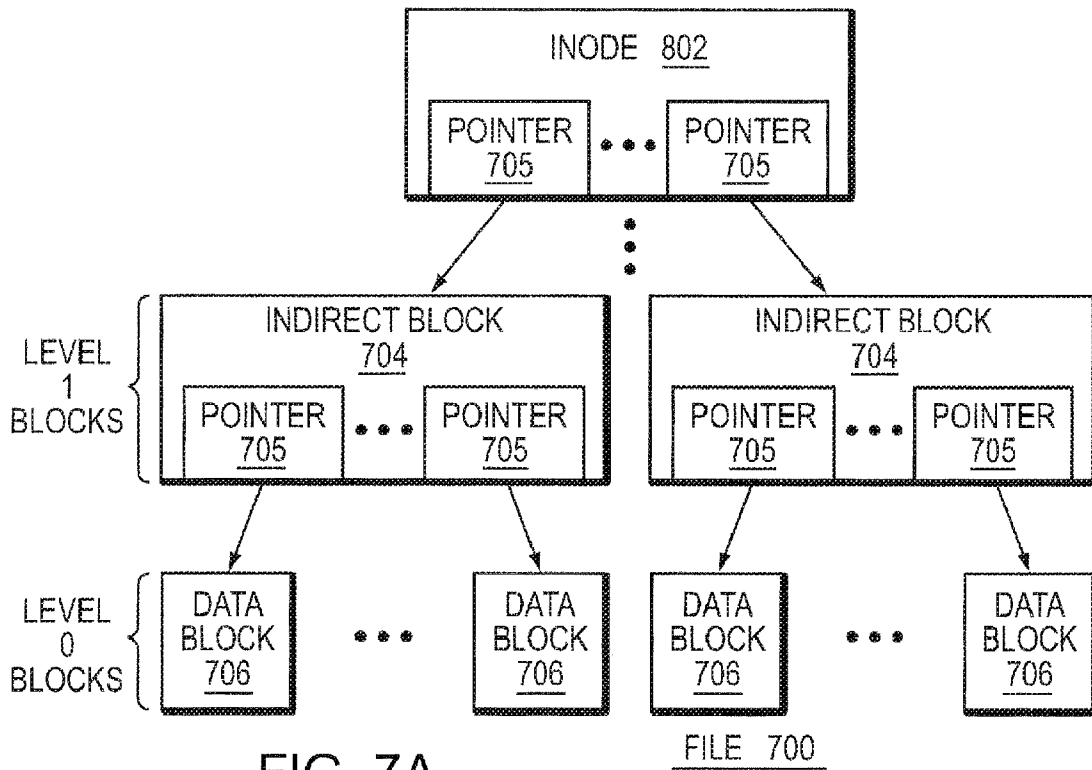 INODE 802
POINTER POINTER
705 705
INDIRECT BLOCK INDIRECT BLOCK
704 704
LEVEL
1
BLOCKS
POINTER POINTER POINTER POINTER
705 705 705 705
LEVEL
0
BLOCKS
DATA DATA DATA DATA
BLOCK BLOCK BLOCK BLOCK
706 706 706 706
FILE 700
FIG. 7A